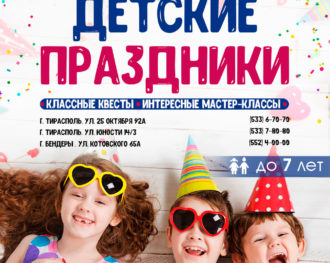 ДЕТСКИЕ
ПРАЗДНИКИ
КЛАССНЫЕ КВЕСТЫ • ИНТЕРЕСНЫЕ МАСТЕР-КЛАССЫ
Г. ТИРАСПОЛЬ. УЛ. 25 ОКТЯБРЯ 92А (533) 6-70-70
Г. ТИРАСПОЛЬ. УЛ. ЮНОСТИ 14/3 (533) 7-80-80
Г. БЕНДЕРЫ . УЛ. КОТОВСКОГО 65А (552) 4-00-00
до 7 лет